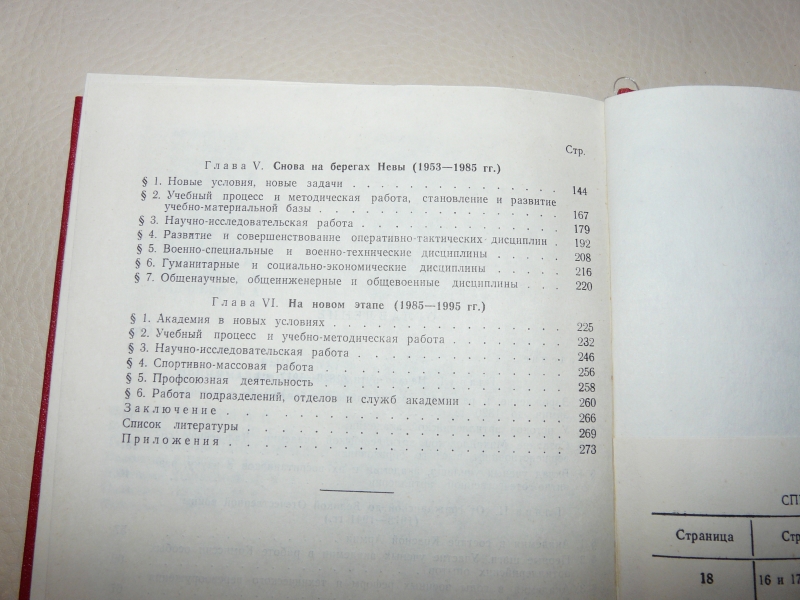 Стр.
Глава V. Снова на берегах Невы (1953—1985 гг.)
§ 1. Новые условия, новые задачи . . . . . . . . . . . . . . 144
§ 2. Учебный процесс и методическая работа, становление и развитие
учебно-материальной базы . . . . . . . . . . . . . . . . 167
§ 3. Научно-исследовательская работа . . . . . . . . . . . . . 179
§ 4. Развитие и совершенствование оперативно-тактических дисциплин . 192
§ 5. Военно-специальные и военно-технические дисциплины . . . . . 208
§ 6. Гуманитарные и социально-экономические дисциплины . . . . . 216
§ 7. Общенаучные, общеинженерные и общевоенные дисциплины . . . 220
Глава VI. На новом этапе (1985—1995 гг.)
§ 1. Академия в новых условиях . . . . . . . . . . . . . . . 225
§ 2. Учебный процесс и учебно-методическая работа . . . . . . . 232
§ 3. Научно-исследовательская работа . . . . . . . . . . . . . 246
§ 4. Спортивно-массовая работа . . . . . . . . . . . . . . . 256
§ 5. Профсоюзная деятельность . . . . . . . . . . . . . . . 258
§ 6. Работа подразделений, отделов и служб академии . . . . . . . 260
Заключение . . . . . . . . . . . . . . . . . . . . . 266
Список литературы . . . . . . . . . . . . . . . . . . . 269
Приложения . . . . . . . . . . . . . . . . . . . . . 273
Страница
18 16 и 17